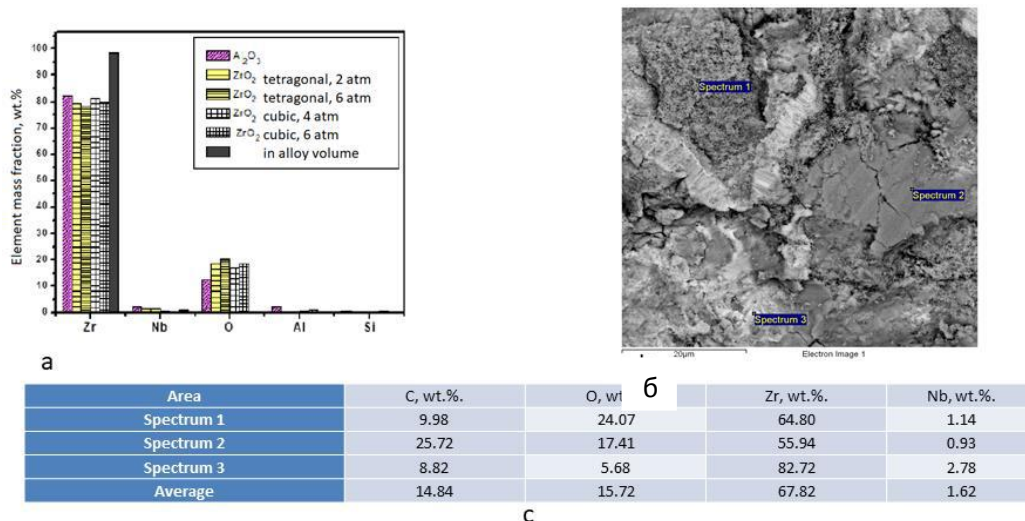 Element mass fraction, wt.%
100
90
80
70
60
50
40
30
20
10
0
Zr Nb O Al Si
Al2O3
ZrO2 tetragonal, 2 atm
ZrO2 tetragonal, 6 atm
ZrO2 cubic, 4 atm
ZrO2 cubic, 6 atm
in alloy volume
а
Spectrum 1
Spectrum 2
Spectrum 3
20µm Electron Image 1
б
Area C, wt.%. O, wt Zr, wt.%. Nb, wt.%.
Spectrum 1 9.98 24.07 64.80 1.14
Spectrum 2 25.72 17.41 55.94 0.93
Spectrum 3 8.82 5.68 82.72 2.78
Average 14.84 15.72 67.82 1.62
с